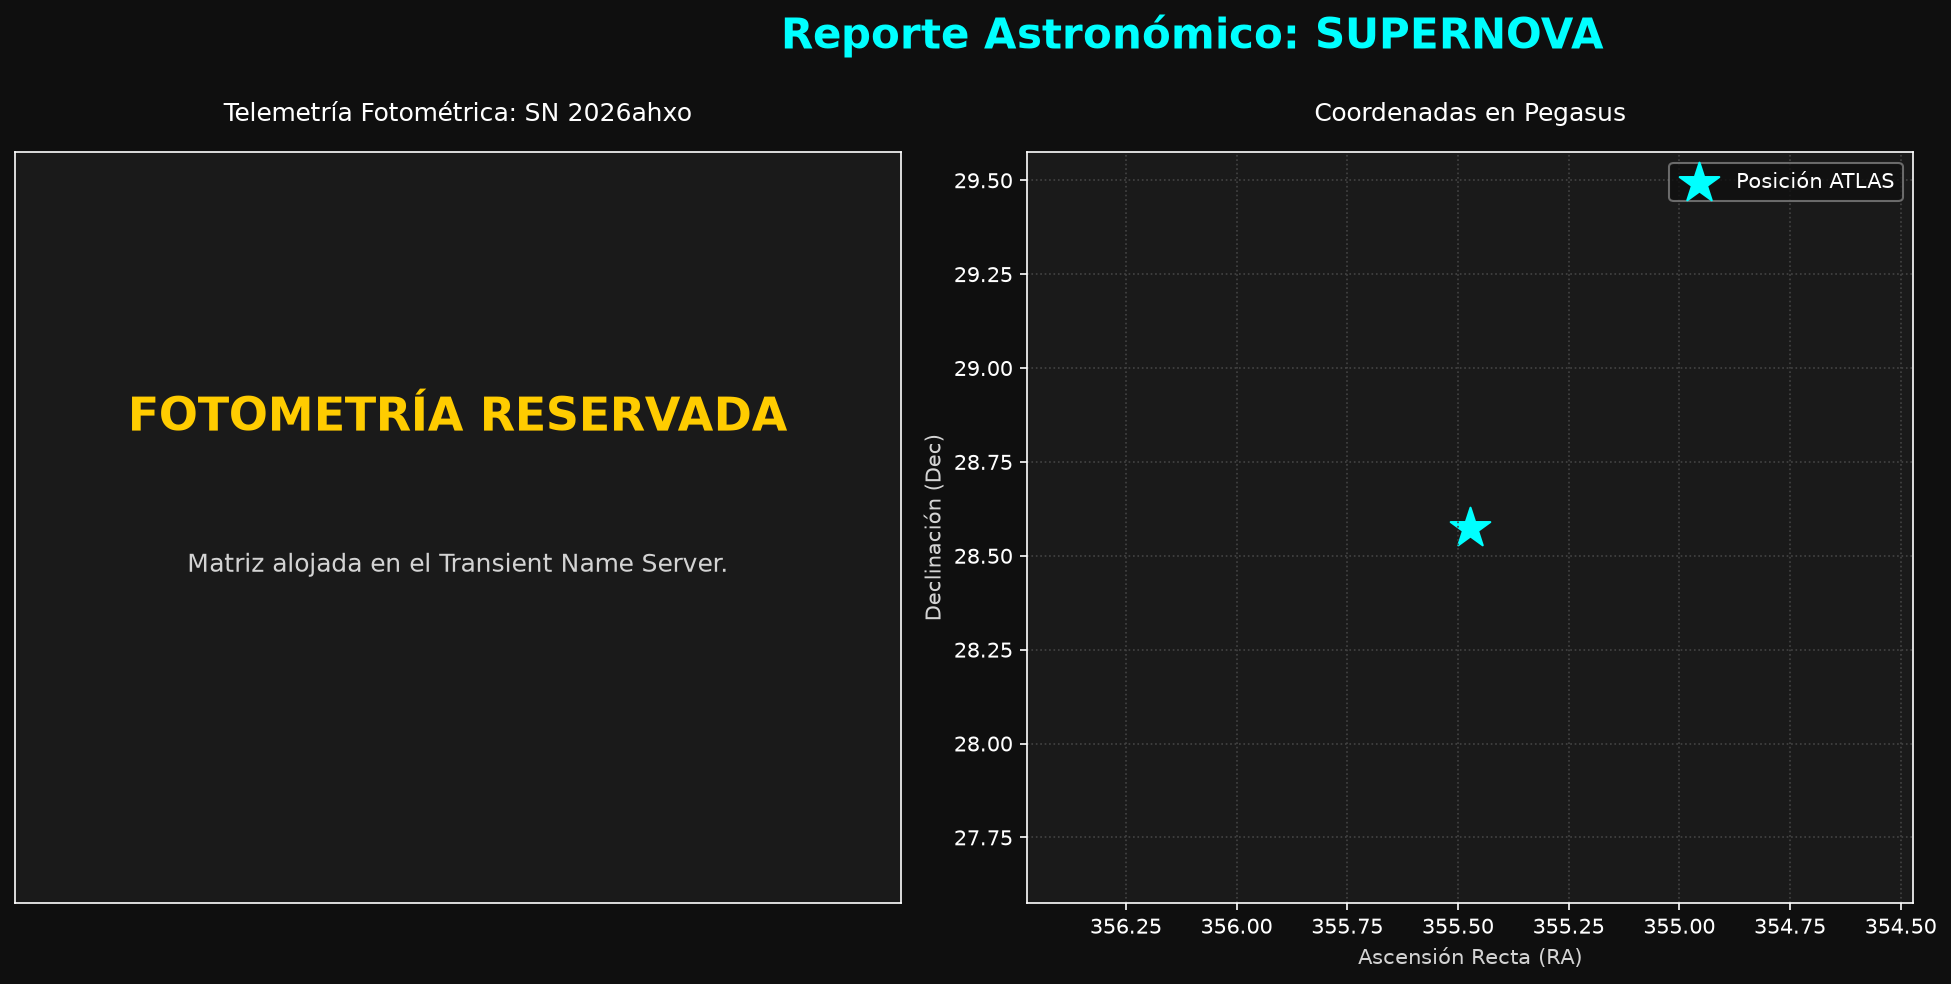 Reporte Astronómico: SUPERNOVA
Telemetría Fotométrica: SN 2026ahxo
FOTOMETRÍA RESERVADA
Matriz alojada en el Transient Name Server.
Coordenadas en Pegasus
Posición ATLAS
Declinación (Dec)
29.50
29.25
29.00
28.75
28.50
28.25
28.00
27.75
356.25 356.00 355.75 355.50 355.25 355.00 354.75 354.50
Ascensión Recta (RA)